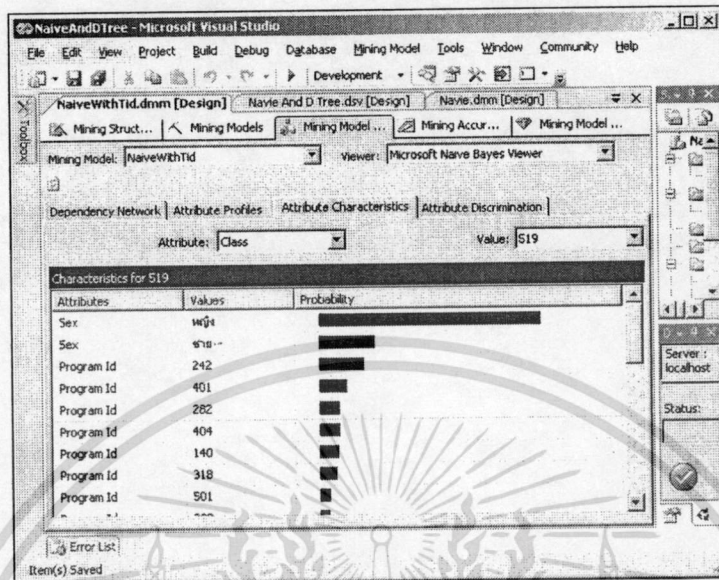 NaiveAndDTree - Microsoft Visual Studio
File Edit View Project Build Debug Database Mining Model Tools Window Community Help
Development
NaiveWithTid.dmm [Design] Navie And D Tree.dsv [Design] Navie.dmm [Design]
Toolbox
Mining Struct... Mining Models Mining Model ... Mining Accur... Mining Model ...
Mining Model: NaiveWithTid Viewer: Microsoft Naive Bayes Viewer
Dependency Network Attribute Profiles Attribute Characteristics Attribute Discrimination
Attribute: Class Value: 519
Characteristics for 519
Attributes Values Probability
Sex หญิง
Sex ชาย--
Program Id 242
Program Id 401
Program Id 282
Program Id 404
Program Id 140
Program Id 318
Program Id 501
Server :
localhost
Status:
Error List
Item(s) Saved